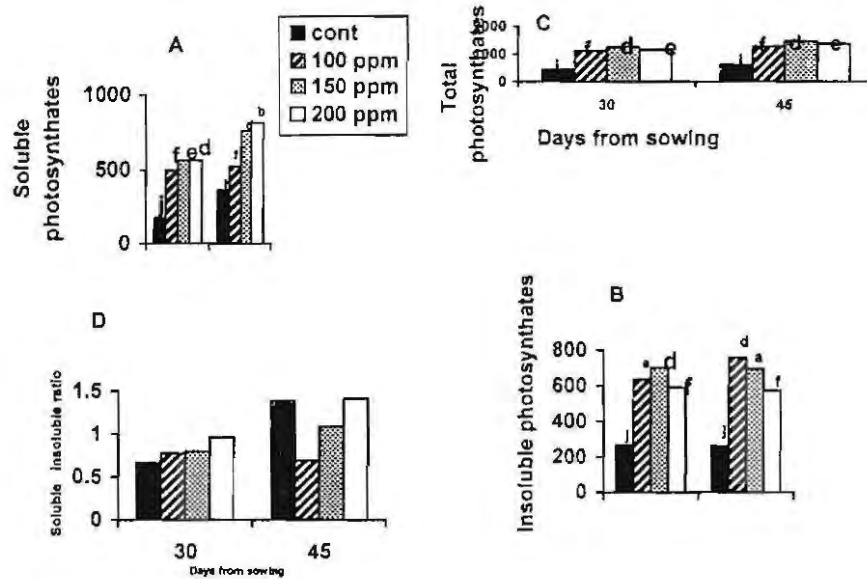 A
cont
100 ppm
150 ppm
200 ppm
Soluble
photosynthates
1000
500
0
f e d
f
b
C
Total
photosynthates
0
f d e
f d e
30 45
Days from sowing
D
Soluble insoluble ratio
1.5
1
0.5
0
30 45
Days from sowing
B
Insoluble photosynthates
800
600
400
200
0
j e d f
d a f